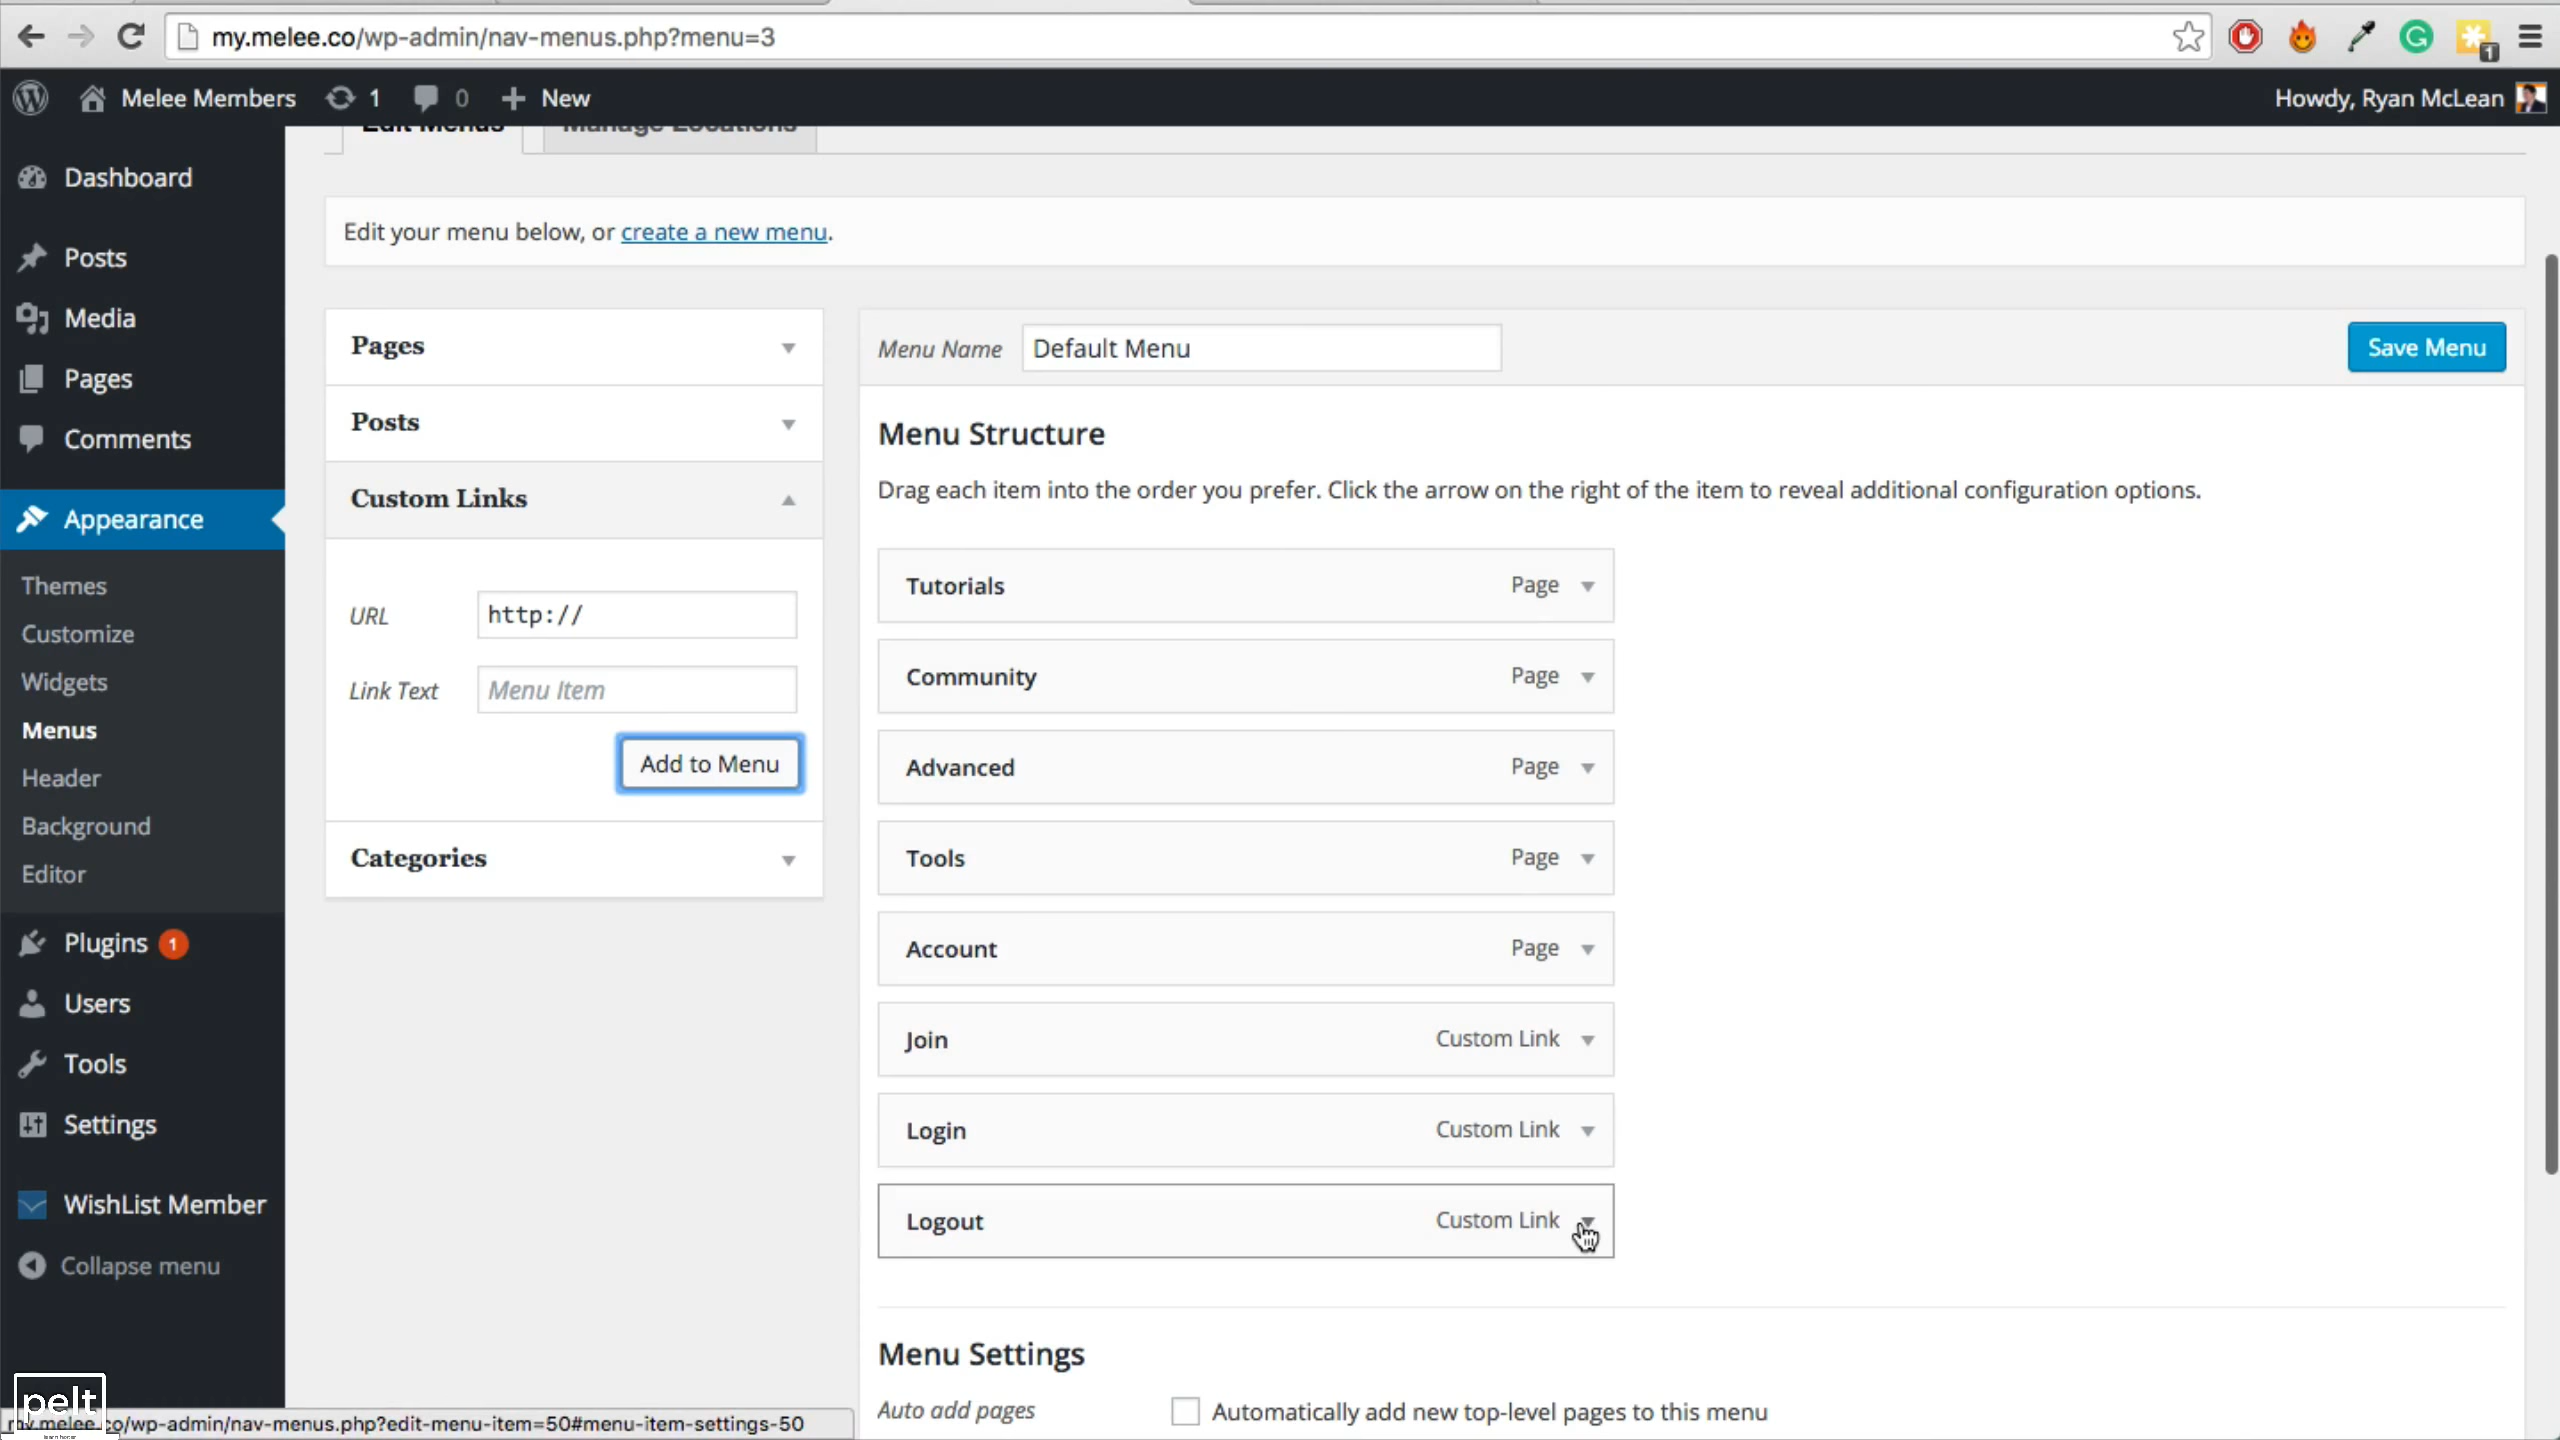 my.melee.co/wp-admin/nav-menus.php?menu=3
1
Melee Members
1
0
New
Howdy, Ryan McLean
Edit Menus
Manage Locations
Dashboard
Posts
Media
Pages
Comments
Appearance
Themes
Customize
Widgets
Menus
Header
Background
Editor
Plugins 1
Users
Tools
Settings
WishList Member
Collapse menu
Edit your menu below, or create a new menu.
Pages
Posts
Custom Links
URL
http://
Link Text
Menu Item
Add to Menu
Categories
Menu Name
Default Menu
Save Menu
Menu Structure
Drag each item into the order you prefer. Click the arrow on the right of the item to reveal additional configuration options.
Tutorials Page
Community Page
Advanced Page
Tools Page
Account Page
Join Custom Link
Login Custom Link
Logout Custom Link
Menu Settings
Auto add pages
Automatically add new top-level pages to this menu
pelt
my.melee.co/wp-admin/nav-menus.php?edit-menu-item=50#menu-item-settings-50